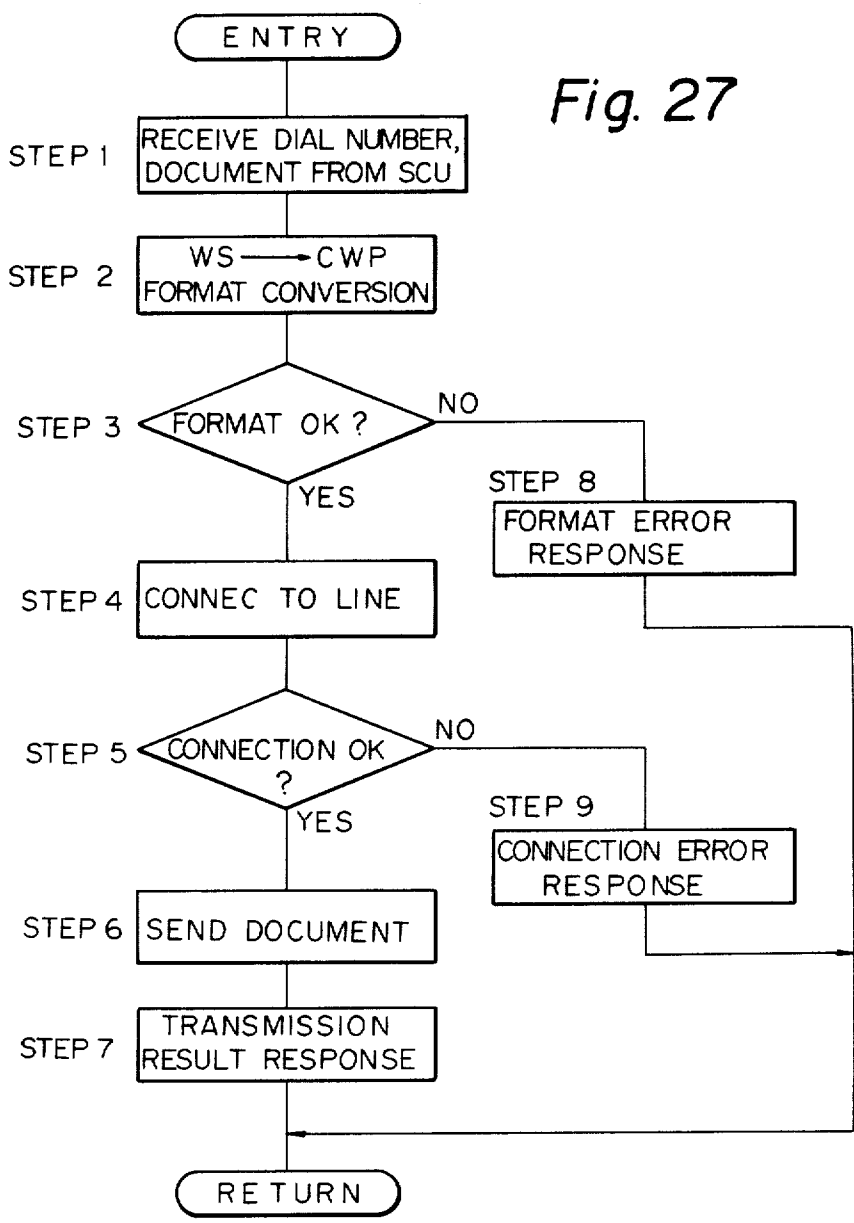 ENTRY
Fig. 27
STEP 1
RECEIVE DIAL NUMBER,
DOCUMENT FROM SCU
STEP 2
WS → CWP
FORMAT CONVERSION
STEP 3
FORMAT OK ?
NO
YES
STEP 8
FORMAT ERROR
RESPONSE
STEP 4
CONNEC TO LINE
STEP 5
CONNECTION OK
?
NO
YES
STEP 9
CONNECTION ERROR
RESPONSE
STEP 6
SEND DOCUMENT
STEP 7
TRANSMISSION
RESULT RESPONSE
RETURN